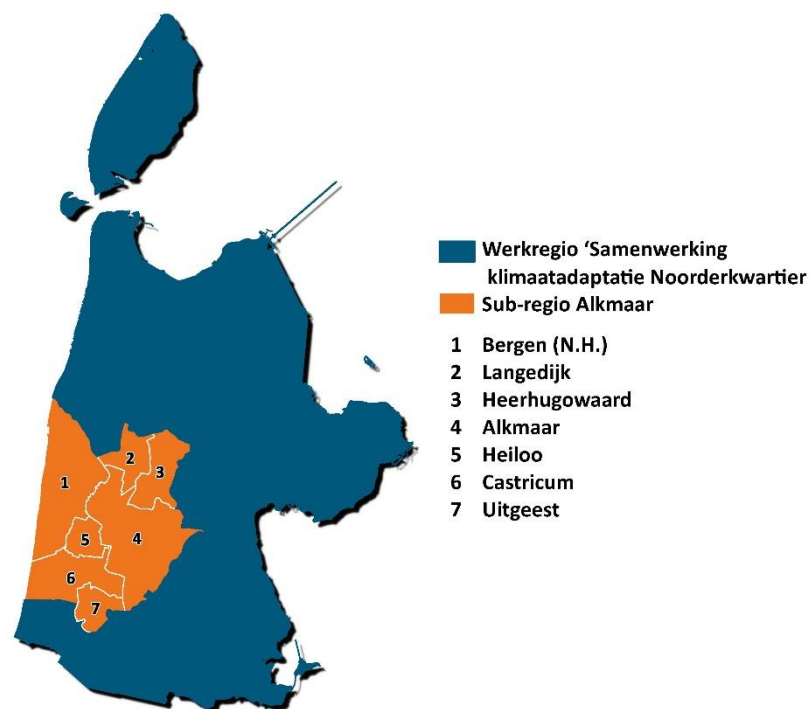 Werkregio ‘Samenwerking
klimaatadaptatie Noorderkwartier
Sub-regio Alkmaar
1 Bergen (N.H.)
2 Langedijk
3 Heerhugowaard
4 Alkmaar
5 Heiloo
6 Castricum
7 Uitgeest
2
3
1
4
5
6
7